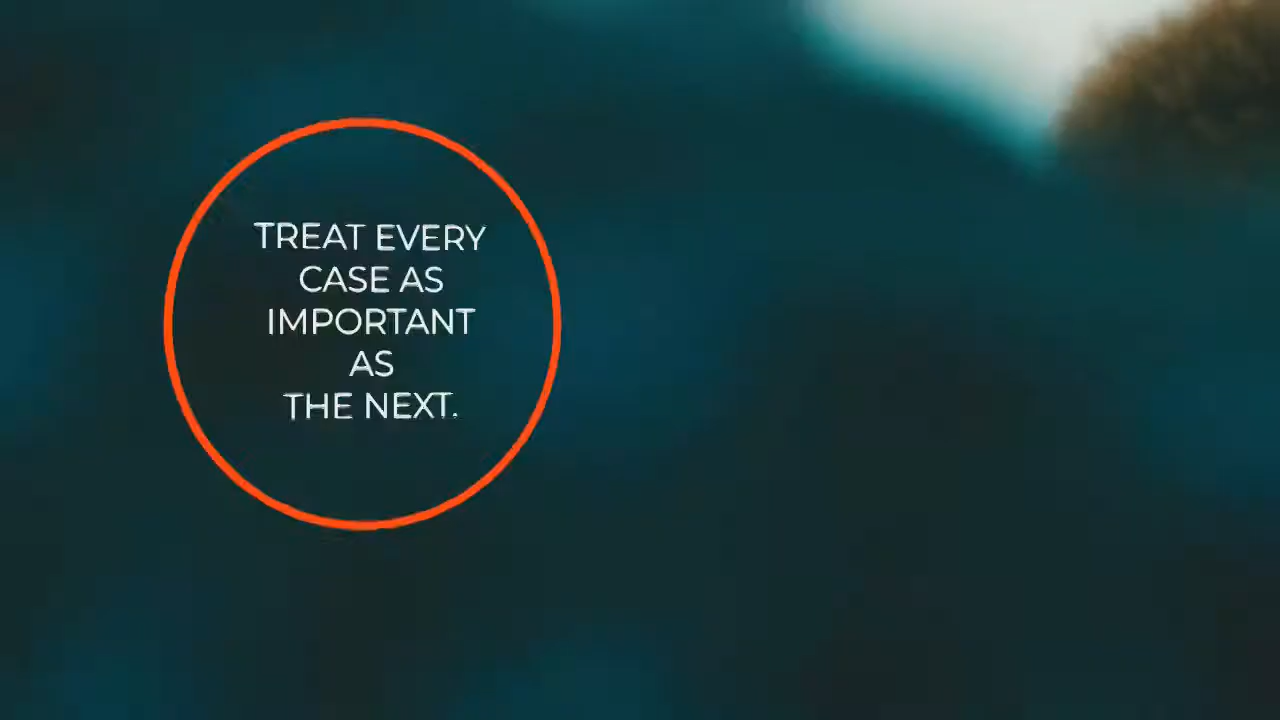 TREAT EVERY
CASE AS
IMPORTANT
AS
THE NEXT.